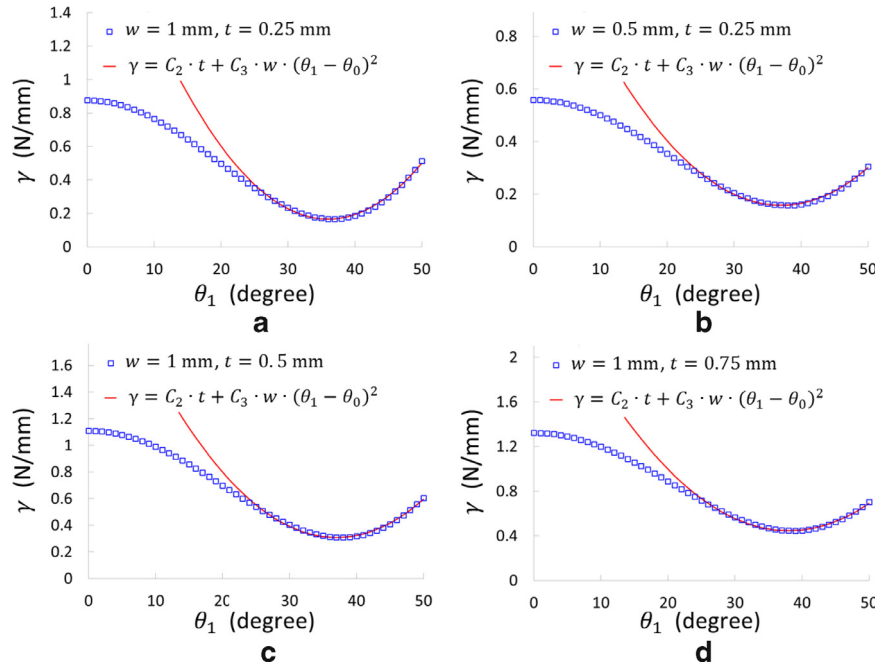 1.4
1.2
1
0.8
0.6
0.4
0.2
0
γ (N/mm)
w = 1 mm, t = 0.25 mm
γ = C₂ · t + C₃ · w · (θ₁ − θ₀)²
0 10 20 30 40 50
θ₁ (degree)
a
0.8
0.6
0.4
0.2
0
γ (N/mm)
w = 0.5 mm, t = 0.25 mm
γ = C₂ · t + C₃ · w · (θ₁ − θ₀)²
0 10 20 30 40 50
θ₁ (degree)
b
1.6
1.4
1.2
1
0.8
0.6
0.4
0.2
0
γ (N/mm)
w = 1 mm, t = 0.5 mm
γ = C₂ · t + C₃ · w · (θ₁ − θ₀)²
0 10 20 30 40 50
θ₁ (degree)
c
2
1.6
1.2
0.8
0.4
0
γ (N/mm)
w = 1 mm, t = 0.75 mm
γ = C₂ · t + C₃ · w · (θ₁ − θ₀)²
0 10 20 30 40 50
θ₁ (degree)
d